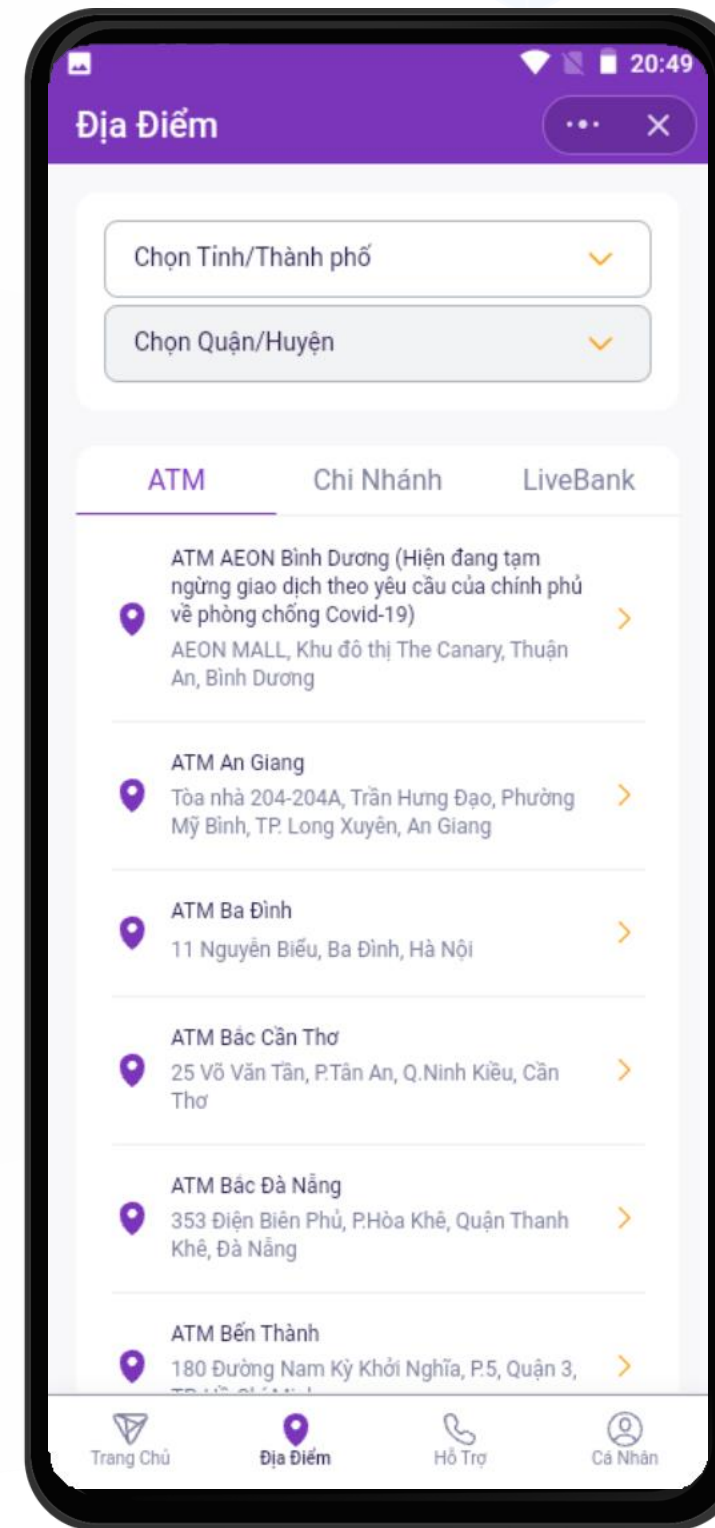 20:49
Địa Điểm
Chọn Tỉnh/Thành phố
Chọn Quận/Huyện
ATM Chi Nhánh LiveBank
ATM AEON Bình Dương (Hiện đang tạm
ngừng giao dịch theo yêu cầu của chính phủ
về phòng chống Covid-19)
AEON MALL, Khu đô thị The Canary, Thuận
An, Bình Dương
ATM An Giang
Tòa nhà 204-204A, Trần Hưng Đạo, Phường
Mỹ Bình, TP. Long Xuyên, An Giang
ATM Ba Đình
11 Nguyễn Biểu, Ba Đình, Hà Nội
ATM Bắc Cần Thơ
25 Võ Văn Tần, P.Tân An, Q.Ninh Kiều, Cần
Thơ
ATM Bắc Đà Nẵng
353 Điện Biên Phủ, P.Hòa Khê, Quận Thanh
Khê, Đà Nẵng
ATM Bến Thành
180 Đường Nam Kỳ Khởi Nghĩa, P.5, Quận 3,
Trang Chủ Địa Điểm Hỗ Trợ Cá Nhân